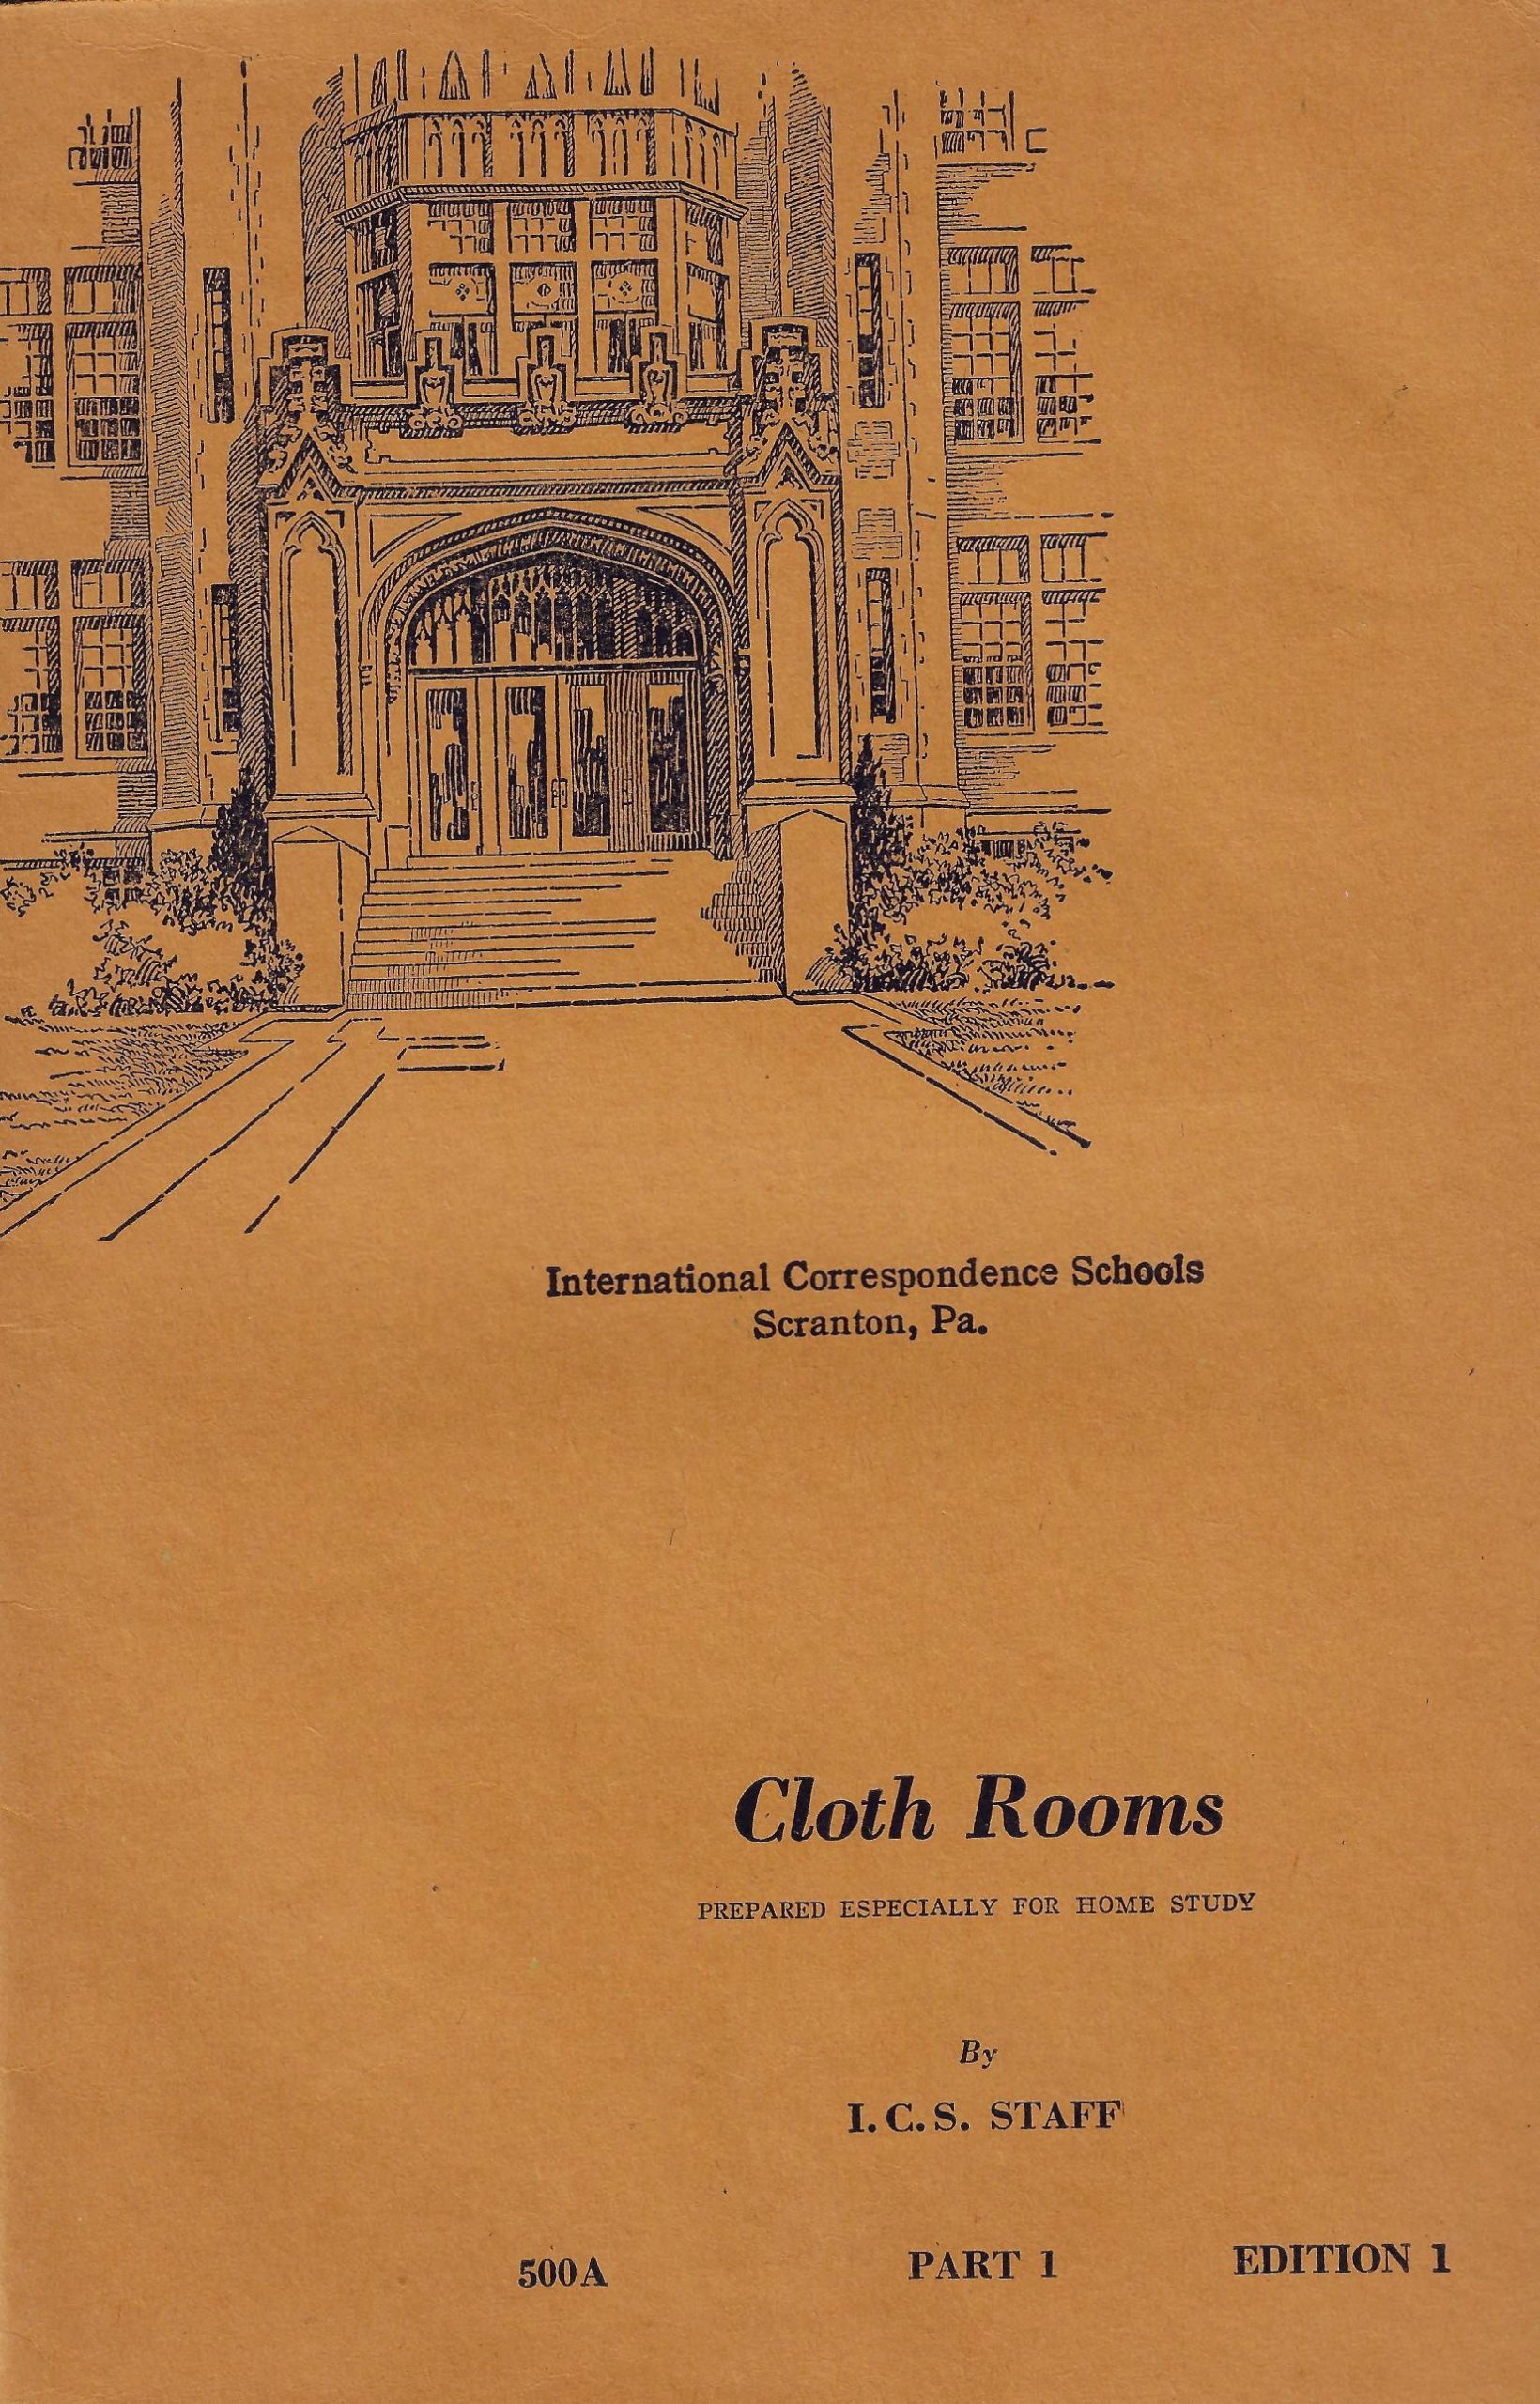 International Correspondence Schools
Scranton, Pa.
Cloth Rooms
PREPARED ESPECIALLY FOR HOME STUDY
By
I.C.S. STAFF
500A PART 1 EDITION 1